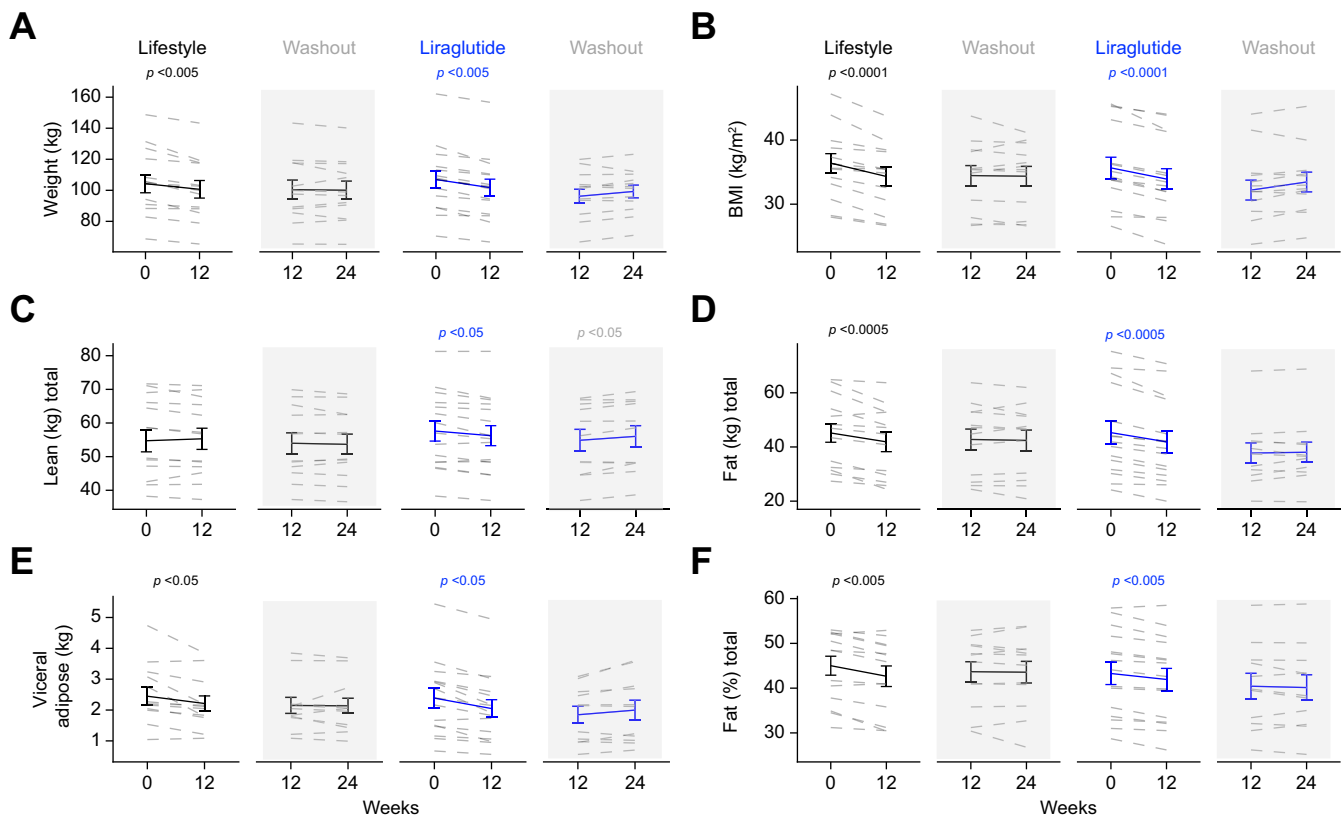 A
B
Lifestyle Washout Liraglutide Washout
Lifestyle Washout Liraglutide Washout
p <0.005 p <0.005
p <0.0001 p <0.0001
Weight (kg)
160
140
120
100
80
0 12 12 24 0 12 12 24
BMI (kg/m²)
40
30
0 12 12 24 0 12 12 24
C
D
p <0.05 p <0.05
p <0.0005 p <0.0005
Lean (kg) total
80
70
60
50
40
0 12 12 24 0 12 12 24
Fat (kg) total
60
40
20
0 12 12 24 0 12 12 24
E
F
p <0.05 p <0.05
p <0.005 p <0.005
Viceral
adipose (kg)
5
4
3
2
1
0 12 12 24 0 12 12 24
Weeks
Fat (%) total
60
50
40
30
0 12 12 24 0 12 12 24
Weeks